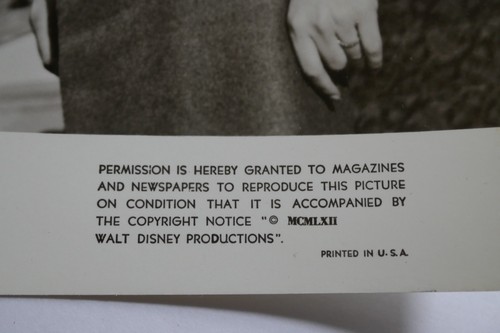 PERMISSION IS HEREBY GRANTED TO MAGAZINES
AND NEWSPAPERS TO REPRODUCE THIS PICTURE
ON CONDITION THAT IT IS ACCOMPANIED BY
THE COPYRIGHT NOTICE "© MCMLXII
WALT DISNEY PRODUCTIONS".
PRINTED IN U.S.A.